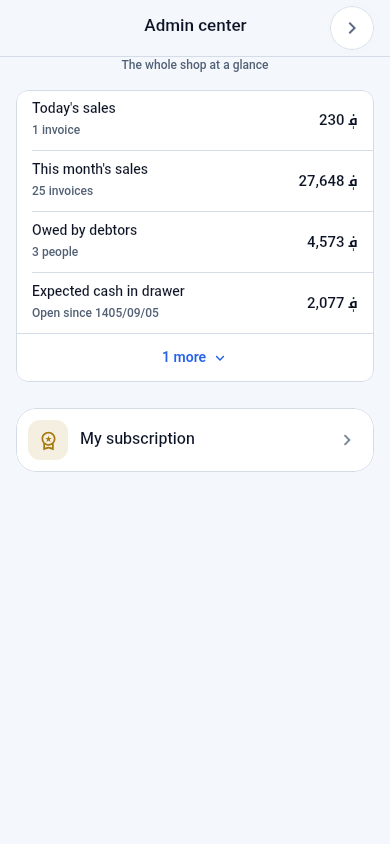 Admin center
The whole shop at a glance
Today's sales
1 invoice
230 ؋
This month's sales
25 invoices
27,648 ؋
Owed by debtors
3 people
4,573 ؋
Expected cash in drawer
Open since 1405/09/05
2,077 ؋
1 more
My subscription